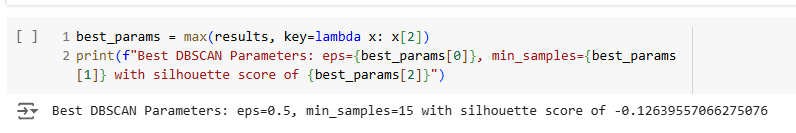 [ ] 1 best_params = max(results, key=lambda x: x[2])
2 print(f"Best DBSCAN Parameters: eps={best_params[0]}, min_samples={best_params
[1]} with silhouette score of {best_params[2]}")
Best DBSCAN Parameters: eps=0.5, min_samples=15 with silhouette score of -0.12639557066275076